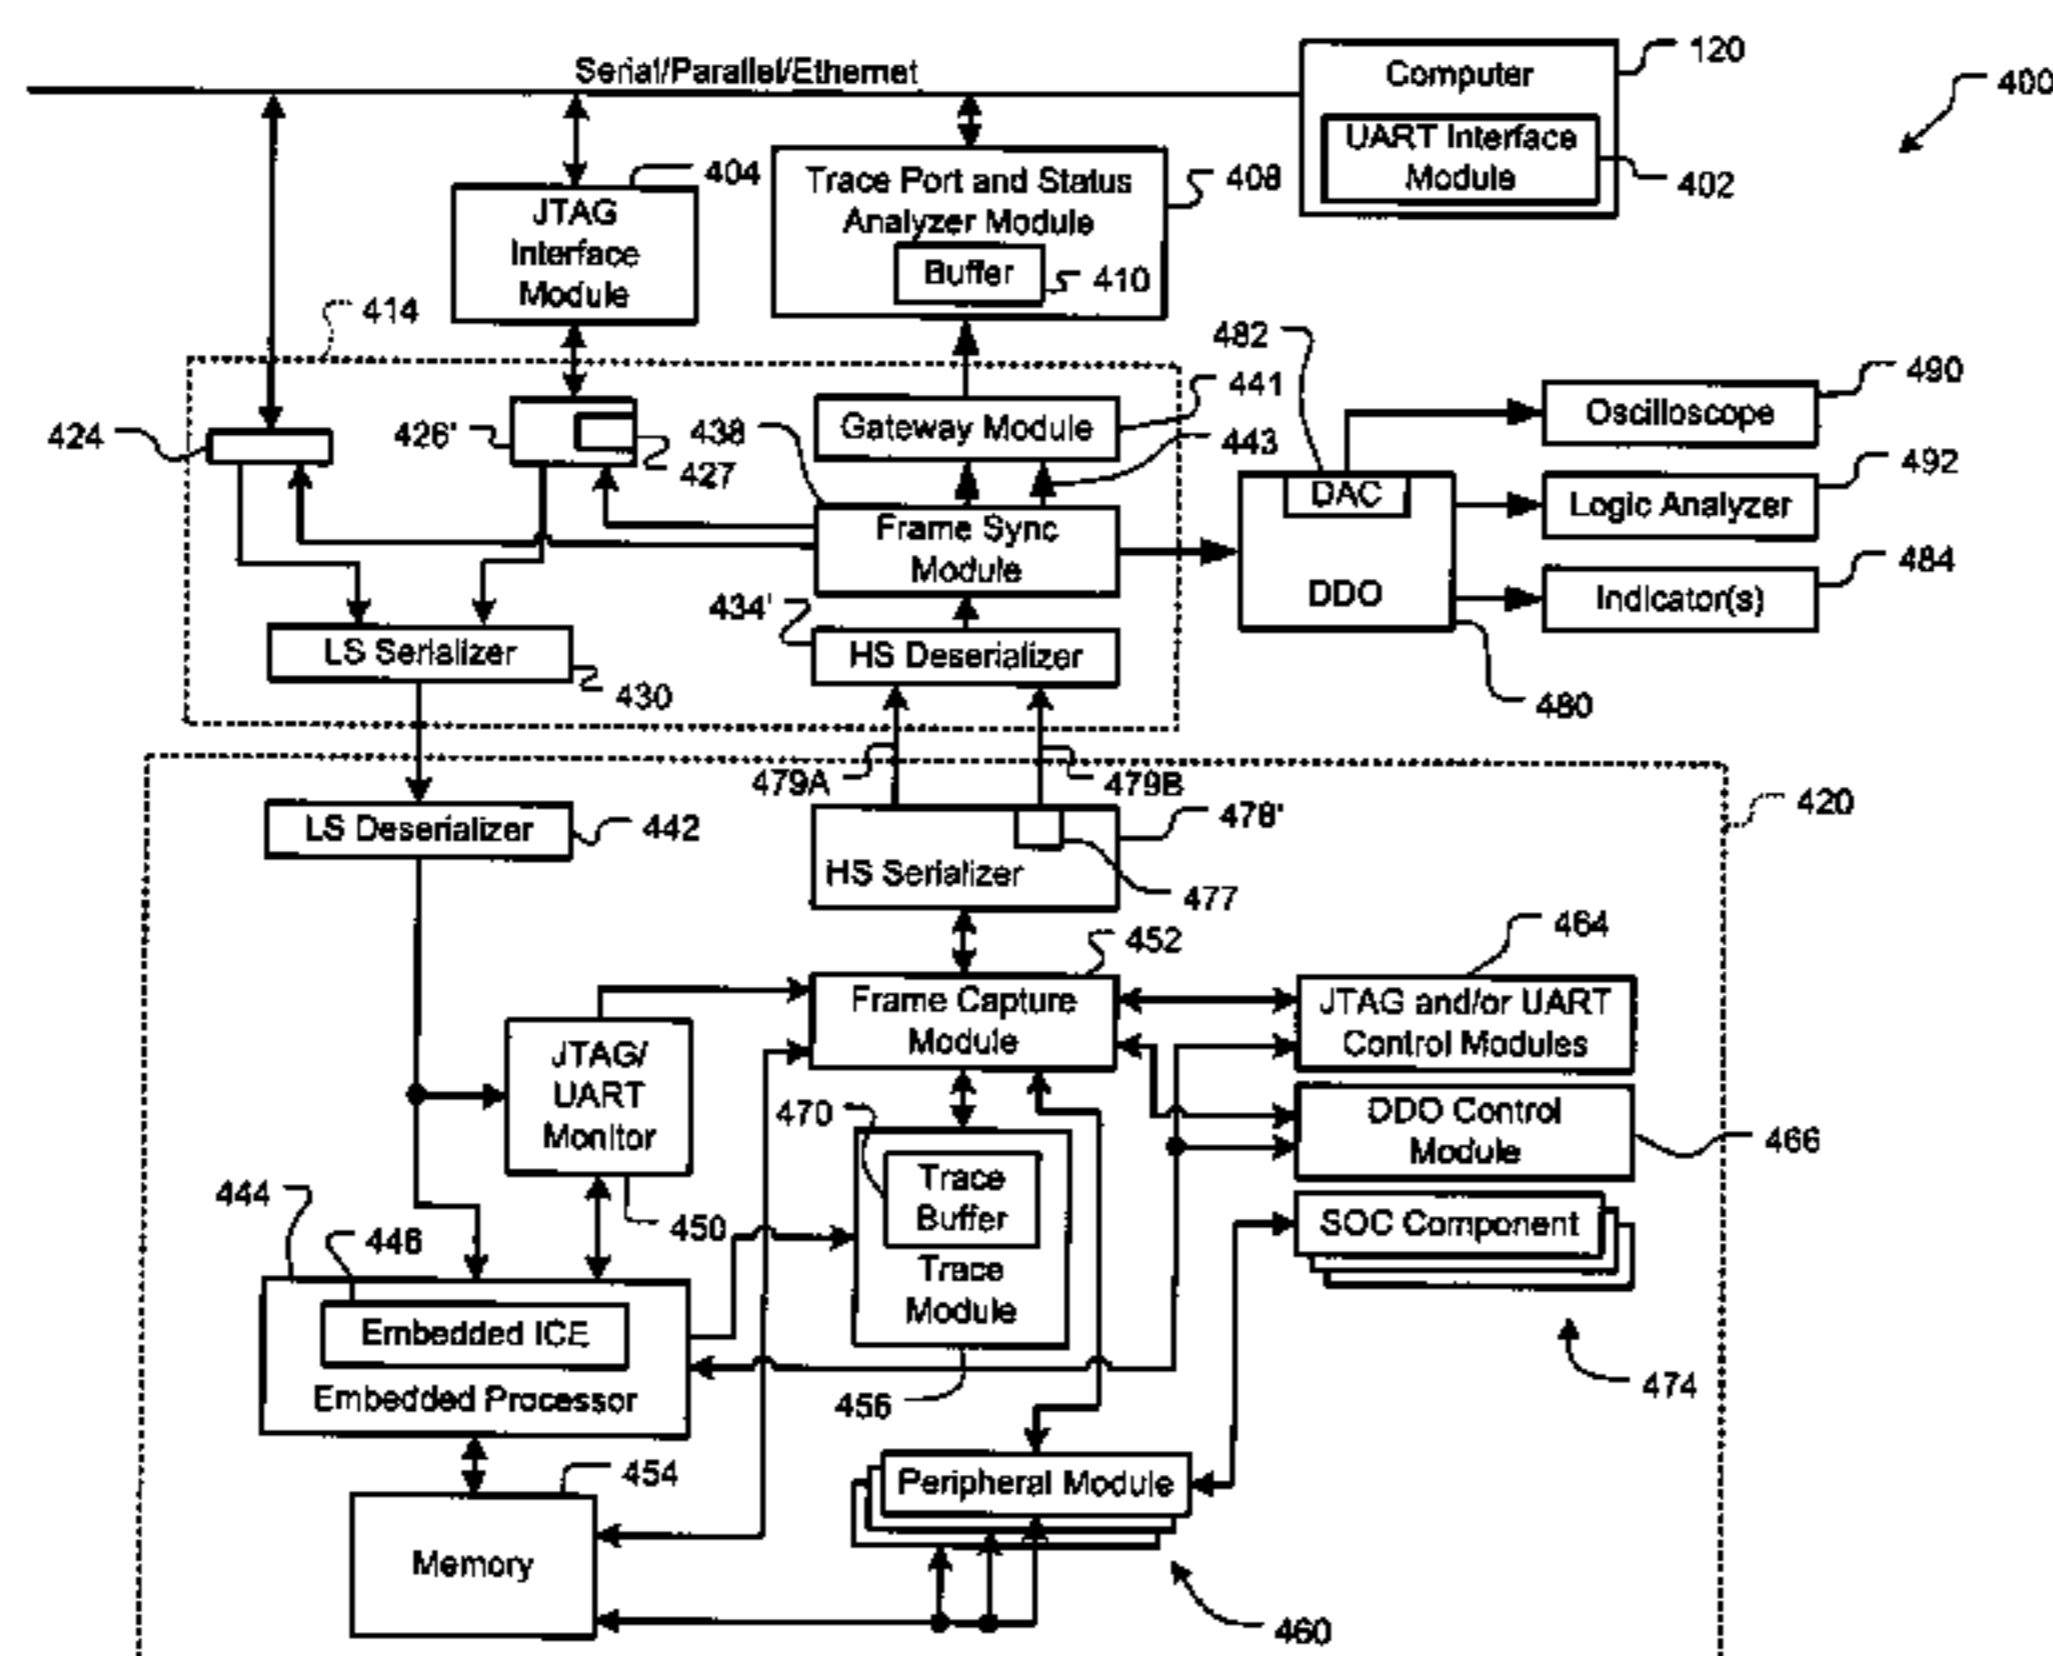 Serial/Parallel/Ethernet
Computer
120
400
UART Interface
Module
402
404
JTAG
Interface
Module
Trace Port and Status
Analyzer Module
408
Buffer
410
414
482
441
490
Oscilloscope
424
426'
427
438
Gateway Module
443
492
DAC
Logic Analyzer
Frame Sync
Module
484
DDO
Indicator(s)
434'
LS Serializer
HS Deserializer
430
480
479A
479B
420
LS Deserializer
442
478'
HS Serializer
477
452
464
Frame Capture
Module
JTAG and/or UART
Control Modules
JTAG/
UART
Monitor
470
DDO Control
Module
466
444
446
450
Trace
Buffer
SOC Component
Trace
Module
Embedded ICE
Embedded Processor
456
474
454
Peripheral Module
Memory
460